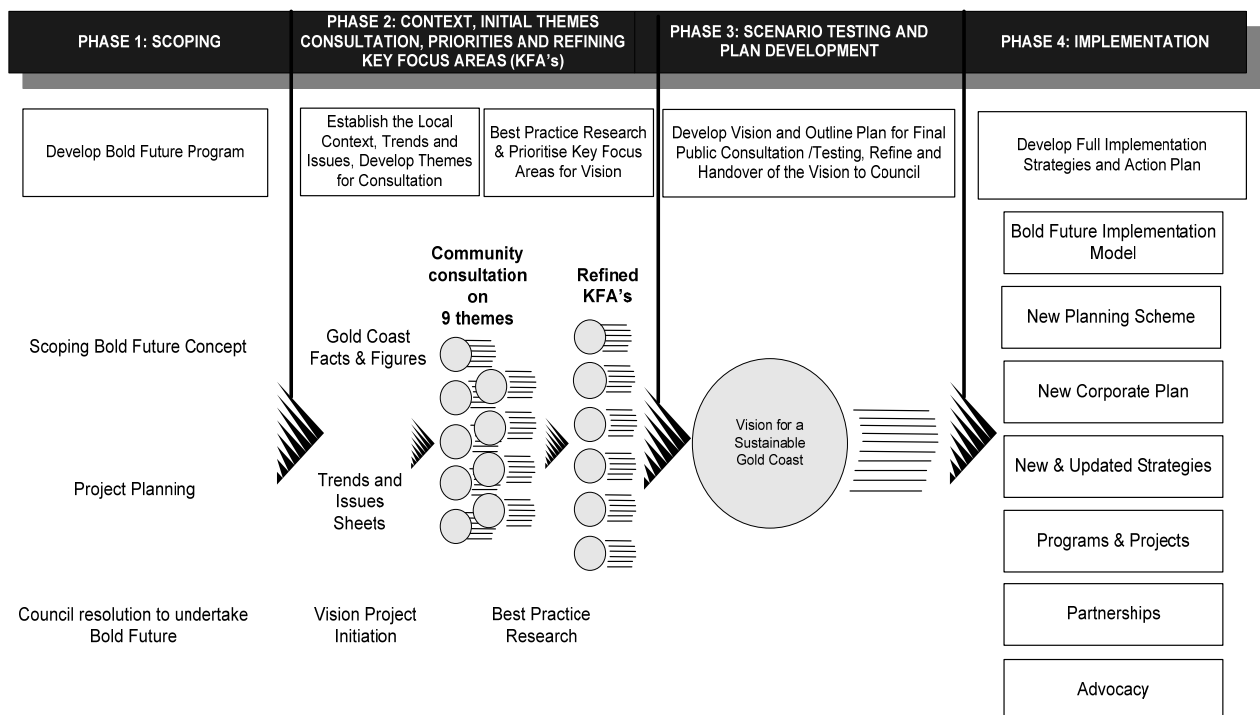 PHASE 1: SCOPING
PHASE 2: CONTEXT, INITIAL THEMES
CONSULTATION, PRIORITIES AND REFINING
KEY FOCUS AREAS (KFA's)
PHASE 3: SCENARIO TESTING AND
PLAN DEVELOPMENT
PHASE 4: IMPLEMENTATION
Develop Bold Future Program
Establish the Local
Context, Trends and
Issues, Develop Themes
for Consultation
Best Practice Research
& Prioritise Key Focus
Areas for Vision
Develop Vision and Outline Plan for Final
Public Consultation /Testing, Refine and
Handover of the Vision to Council
Develop Full Implementation
Strategies and Action Plan
Scoping Bold Future Concept
Project Planning
Council resolution to undertake
Bold Future
Gold Coast
Facts & Figures
Trends and
Issues
Sheets
Vision Project
Initiation
Community
consultation
on
9 themes
Best Practice
Research
Refined
KFA's
Vision for a
Sustainable
Gold Coast
Bold Future Implementation
Model
New Planning Scheme
New Corporate Plan
New & Updated Strategies
Programs & Projects
Partnerships
Advocacy